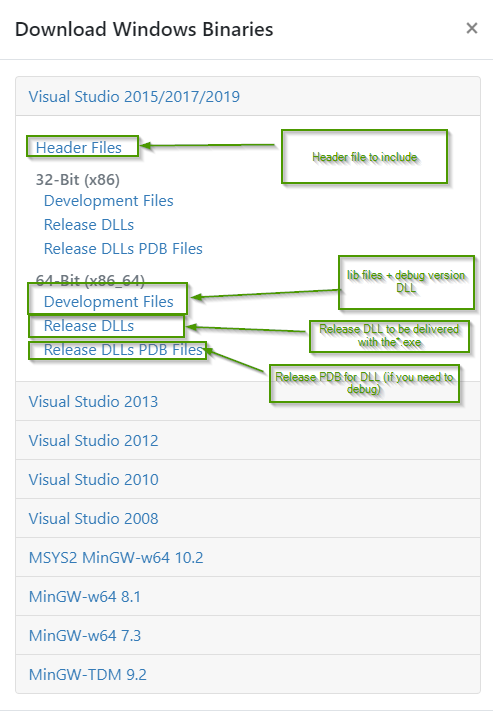 Download Windows Binaries ×
Visual Studio 2015/2017/2019
Header Files
Header file to include
32-Bit (x86)
Development Files
Release DLLs
Release DLLs PDB Files
64-Bit (x86_64)
Development Files
lib files + debug version
DLL
Release DLLs
Release DLL to be delivered
with the* exe
Release DLLs PDB Files
Release PDB for DLL (if you need to
debug)
Visual Studio 2013
Visual Studio 2012
Visual Studio 2010
Visual Studio 2008
MSYS2 MinGW-w64 10.2
MinGW-w64 8.1
MinGW-w64 7.3
MinGW-TDM 9.2